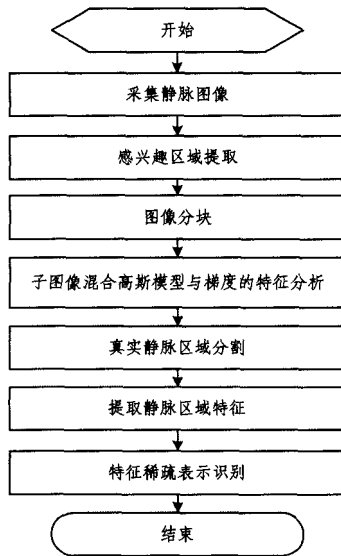 开始
采集静脉图像
感兴趣区域提取
图像分块
子图像混合高斯模型与梯度的特征分析
真实静脉区域分割
提取静脉区域特征
特征稀疏表示识别
结束